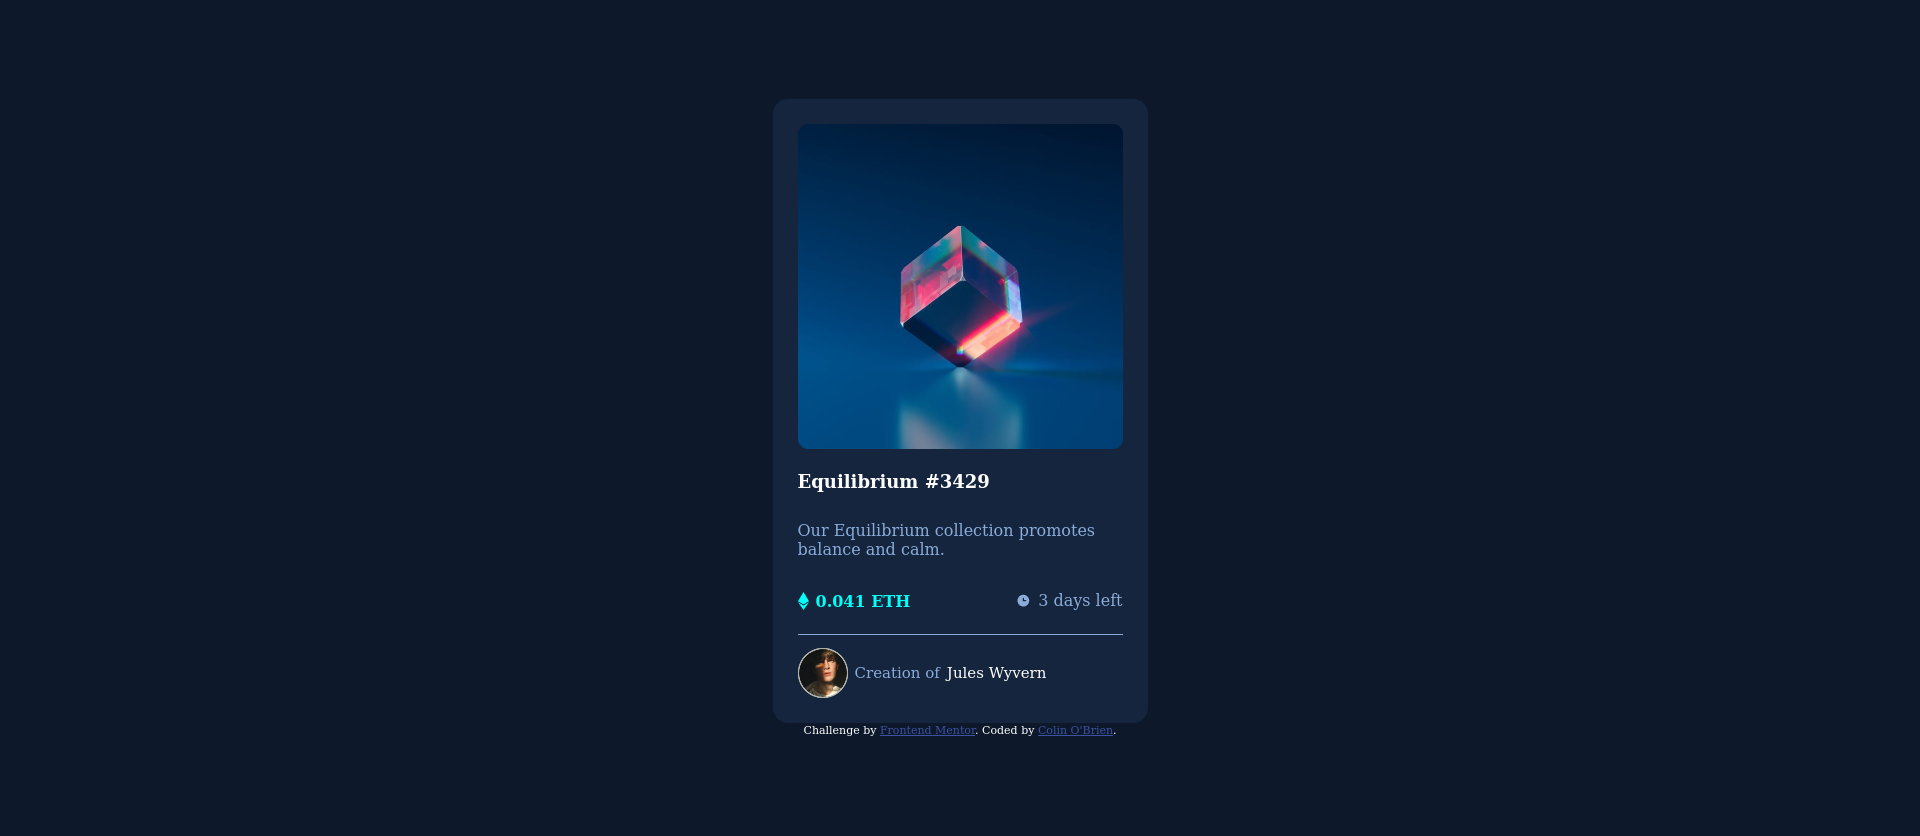 Equilibrium #3429
Our Equilibrium collection promotes
balance and calm.
0.041 ETH
3 days left
Creation of Jules Wyvern
Challenge by Frontend Mentor. Coded by Colin O'Brien.